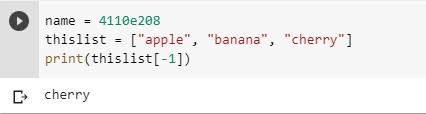 name = 4110e208
thislist = ["apple", "banana", "cherry"]
print(thislist[-1])
cherry